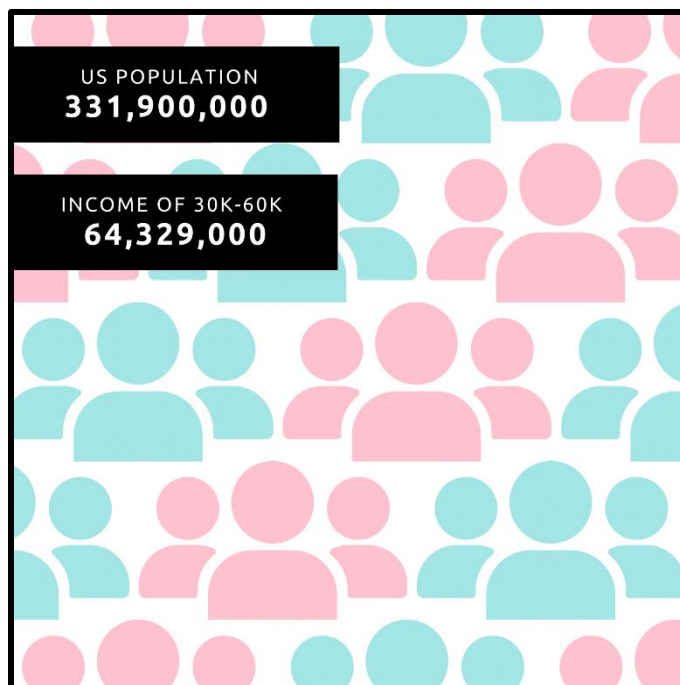 US POPULATION
331,900,000
INCOME OF 30K-60K
64,329,000